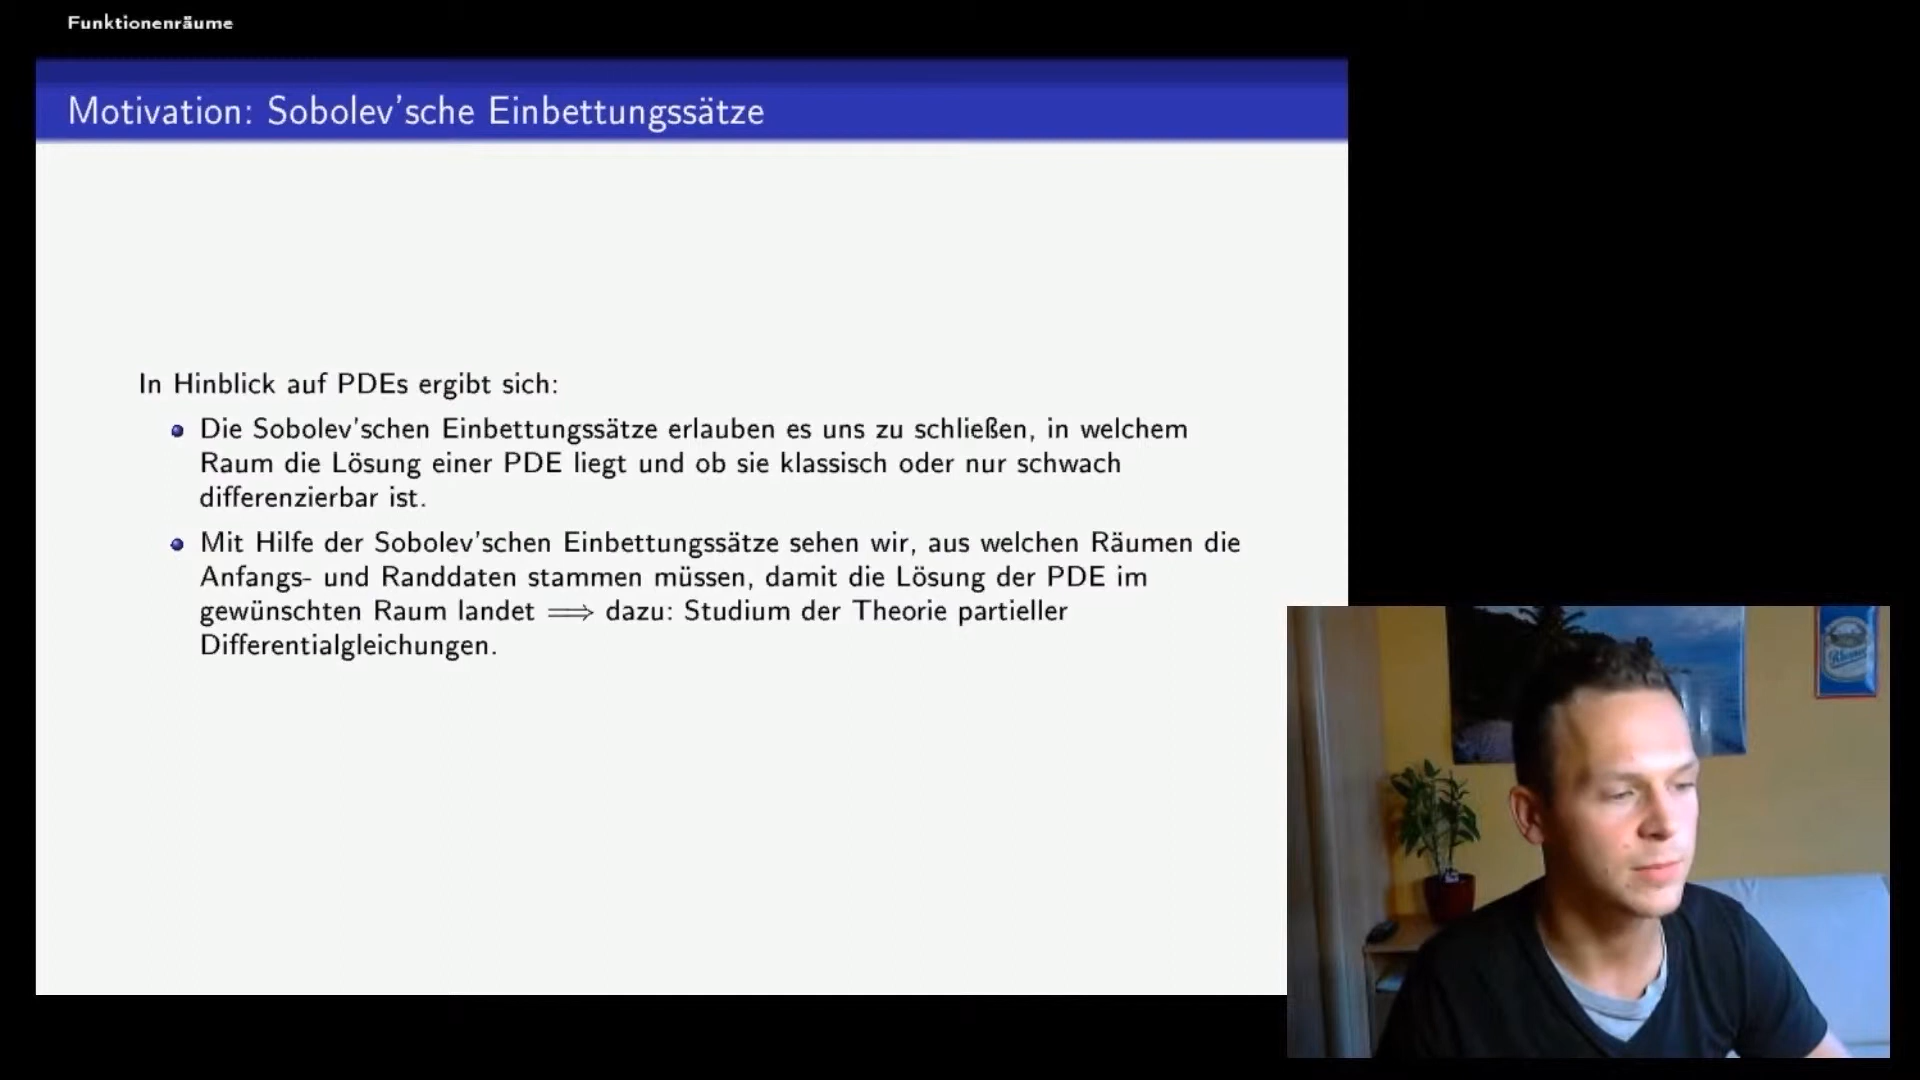 Funktionenräume
Motivation: Sobolev'sche Einbettungssätze
In Hinblick auf PDEs ergibt sich:
Die Sobolev'schen Einbettungssätze erlauben es uns zu schließen, in welchem
Raum die Lösung einer PDE liegt und ob sie klassisch oder nur schwach
differenzierbar ist.
Mit Hilfe der Sobolev'schen Einbettungssätze sehen wir, aus welchen Räumen die
Anfangs- und Randdaten stammen müssen, damit die Lösung der PDE im
gewünschten Raum landet ⟹ dazu: Studium der Theorie partieller
Differentialgleichungen.